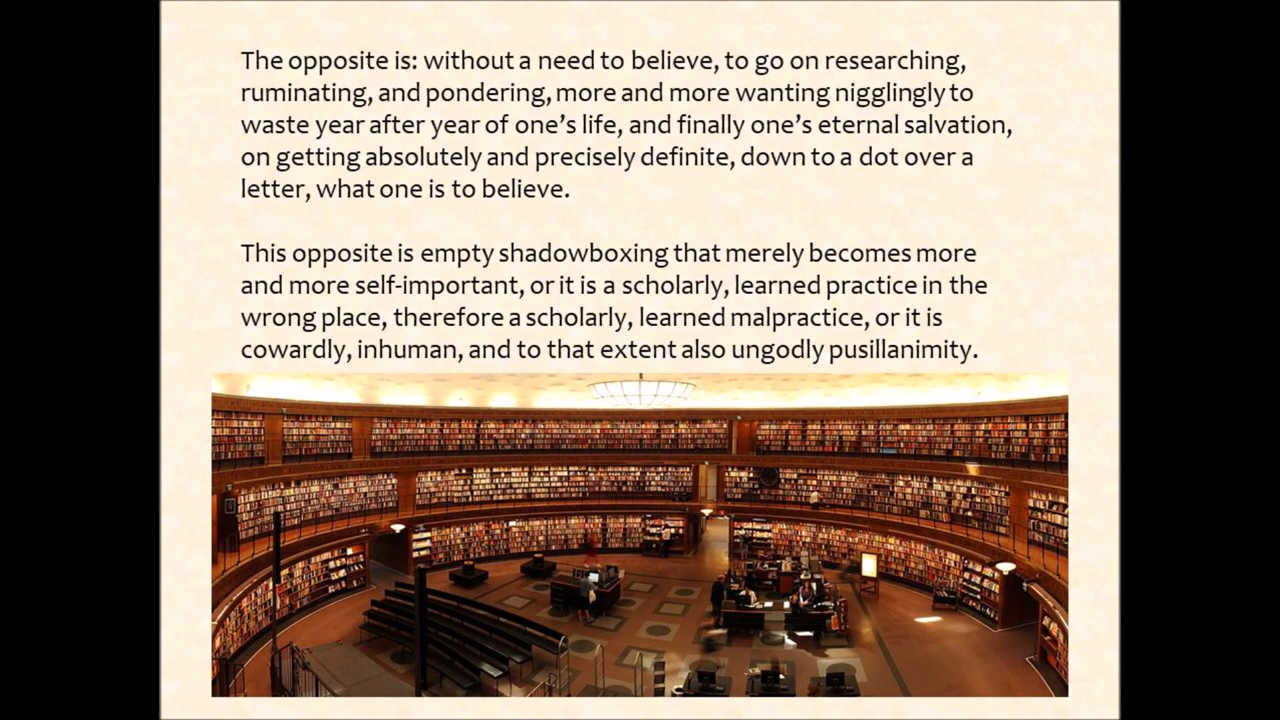 The opposite is: without a need to believe, to go on researching,
ruminating, and pondering, more and more wanting nigglingly to
waste year after year of one’s life, and finally one’s eternal salvation,
on getting absolutely and precisely definite, down to a dot over a
letter, what one is to believe.
This opposite is empty shadowboxing that merely becomes more
and more self-important, or it is a scholarly, learned practice in the
wrong place, therefore a scholarly, learned malpractice, or it is
cowardly, inhuman, and to that extent also ungodly pusillanimity.